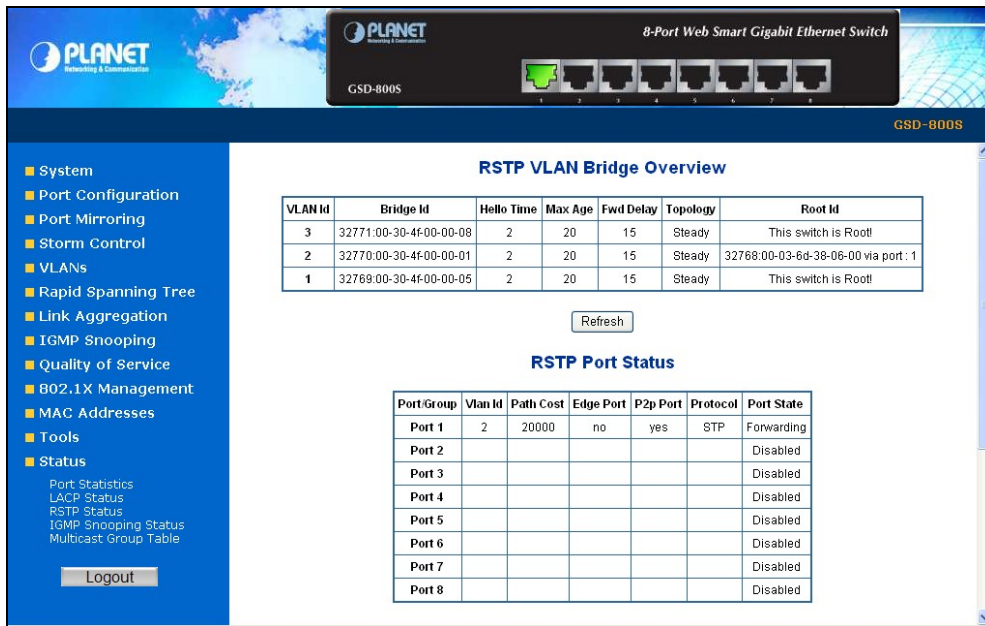 PLANET
Networking & Communication
PLANET
Networking & Communication
8-Port Web Smart Gigabit Ethernet Switch
GSD-800S
1 2 3 4 5 6 7 8
GSD-800S
System
Port Configuration
Port Mirroring
Storm Control
VLANs
Rapid Spanning Tree
Link Aggregation
IGMP Snooping
Quality of Service
802.1X Management
MAC Addresses
Tools
Status
Port Statistics
LACP Status
RSTP Status
IGMP Snooping Status
Multicast Group Table
Logout
RSTP VLAN Bridge Overview
VLAN Id Bridge Id Hello Time Max Age Fwd Delay Topology Root Id
3 32771:00-30-4f-00-00-08 2 20 15 Steady This switch is Root!
2 32770:00-30-4f-00-00-01 2 20 15 Steady 32768:00-03-6d-38-06-00 via port : 1
1 32769:00-30-4f-00-00-05 2 20 15 Steady This switch is Root!
Refresh
RSTP Port Status
Port/Group Vlan Id Path Cost Edge Port P2p Port Protocol Port State
Port 1 2 20000 no yes STP Forwarding
Port 2 Disabled
Port 3 Disabled
Port 4 Disabled
Port 5 Disabled
Port 6 Disabled
Port 7 Disabled
Port 8 Disabled